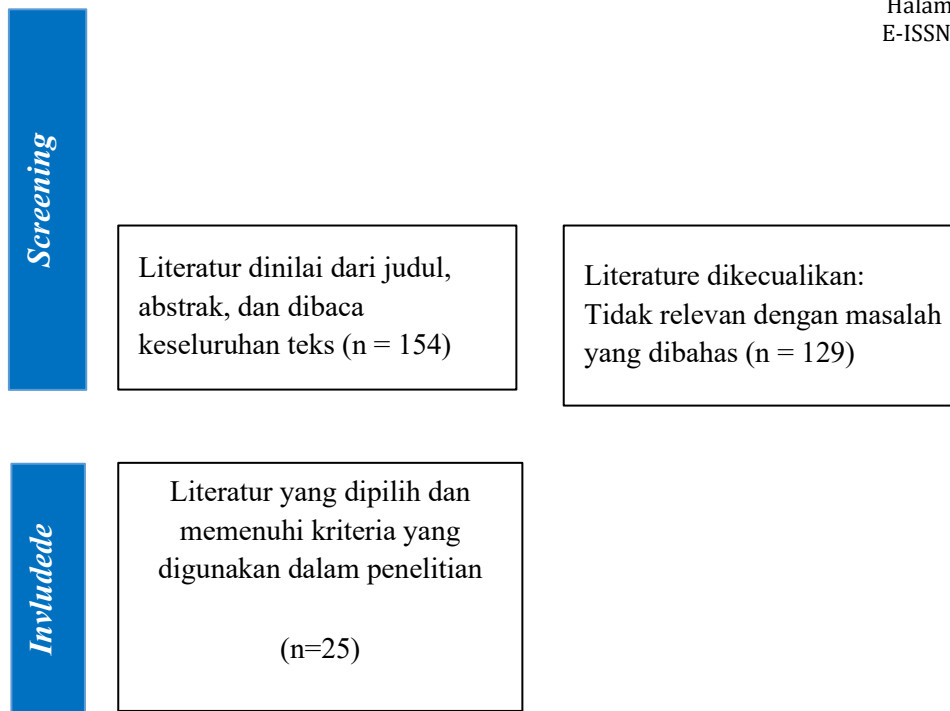 Halam
E-ISSN
Screening
Literatur dinilai dari judul,
abstrak, dan dibaca
keseluruhan teks (n = 154)
Literature dikecualikan:
Tidak relevan dengan masalah
yang dibahas (n = 129)
Invludede
Literatur yang dipilih dan
memenuhi kriteria yang
digunakan dalam penelitian
(n=25)